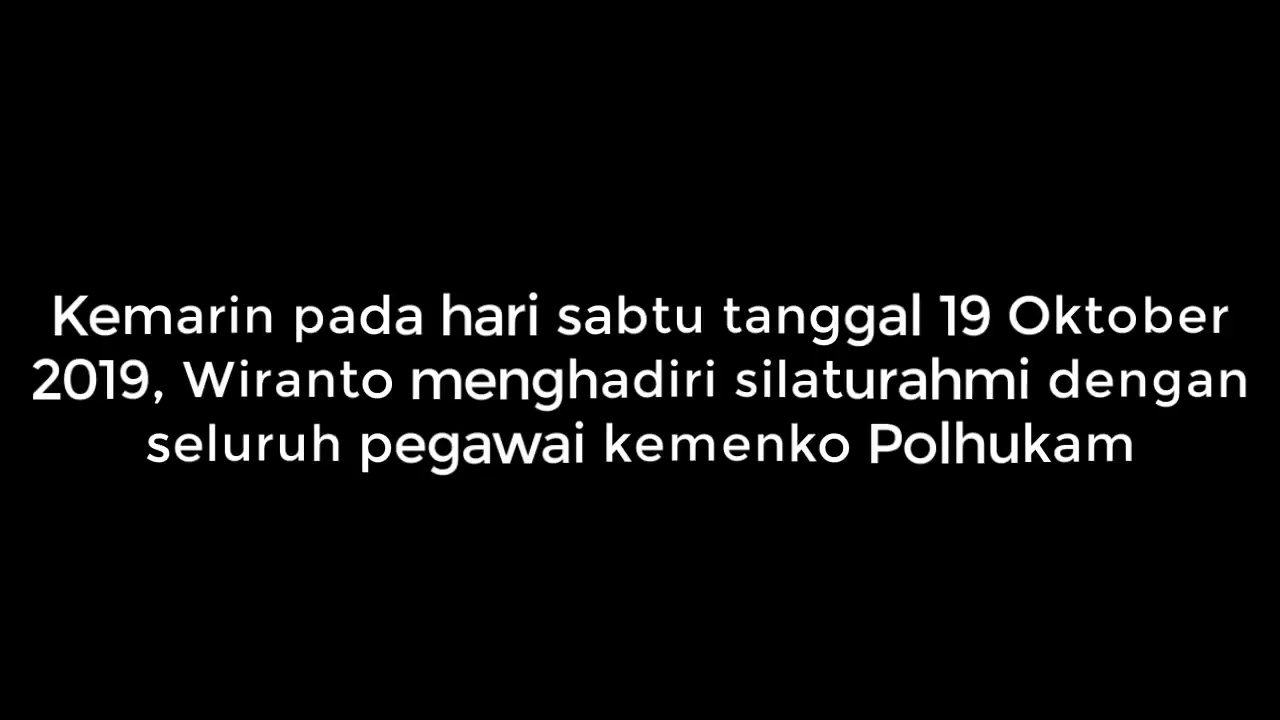 Kemarin pada hari sabtu tanggal 19 Oktober
2019, Wiranto menghadiri silaturahmi dengan
seluruh pegawai kemenko Polhukam